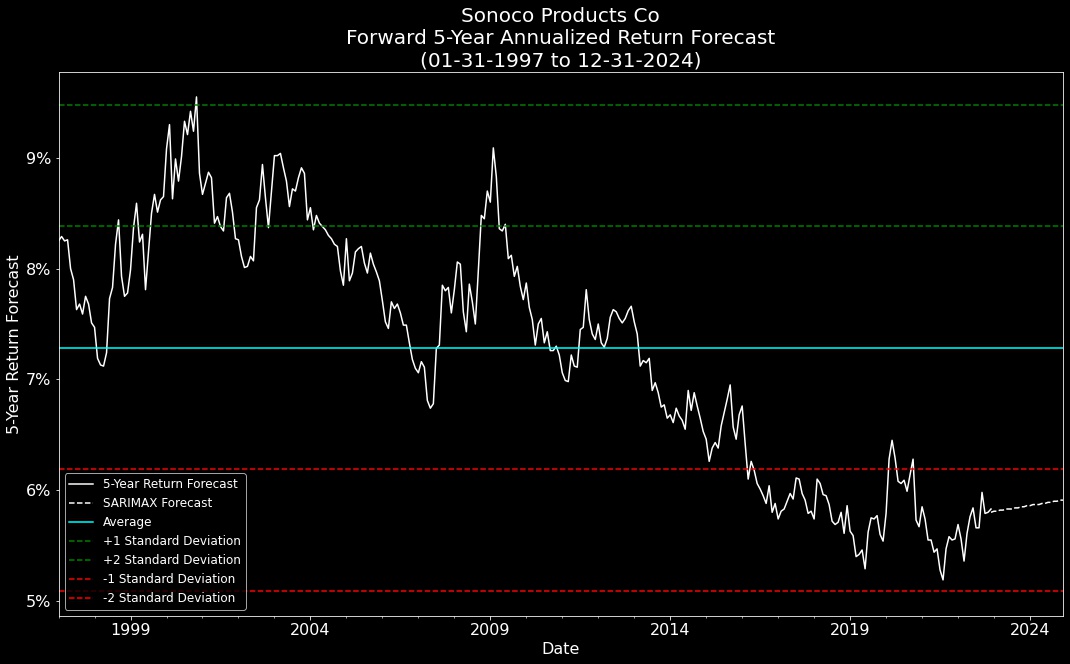 Sonoco Products Co
Forward 5-Year Annualized Return Forecast
(01-31-1997 to 12-31-2024)
5-Year Return Forecast
9%
8%
7%
6%
5%
5-Year Return Forecast
SARIMAX Forecast
Average
+1 Standard Deviation
+2 Standard Deviation
-1 Standard Deviation
-2 Standard Deviation
1999 2004 2009 2014 2019 2024
Date